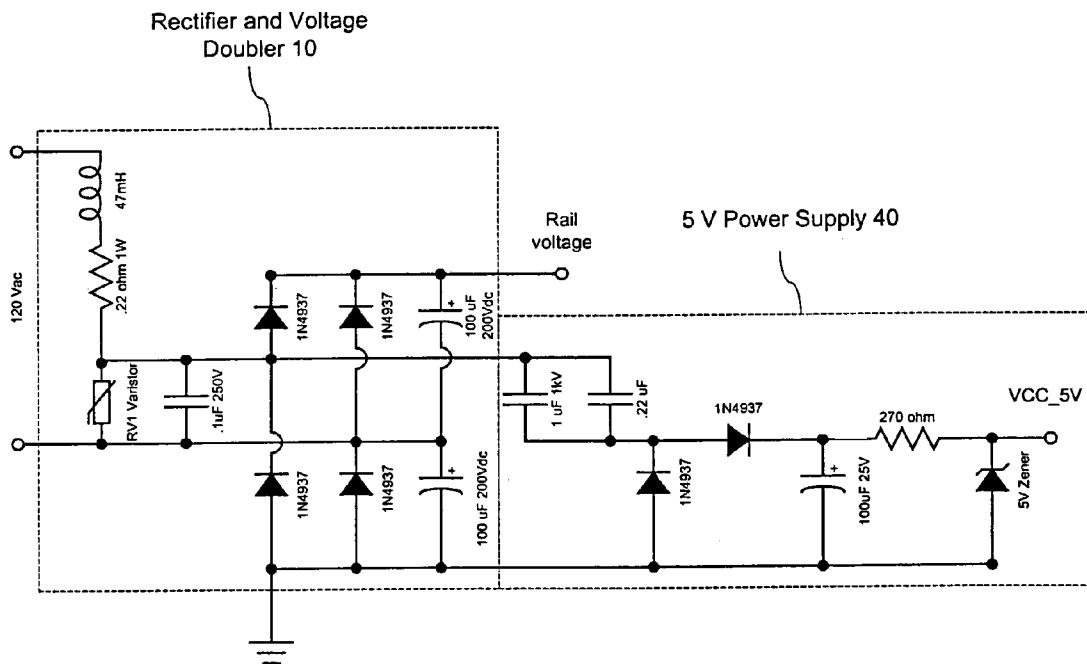 Rectifier and Voltage
Doubler 10
120 Vac
47mH
.22 ohm 1W
RV1 Varistor
.1uF 250V
1N4937
1N4937
100 uF
200Vdc
1N4937
1N4937
100 uF 200Vdc
Rail
voltage
5 V Power Supply 40
1 uF 1kV
.22 uF
1N4937
1N4937
270 ohm
VCC_5V
100uF 25V
5V Zener
+
+
+